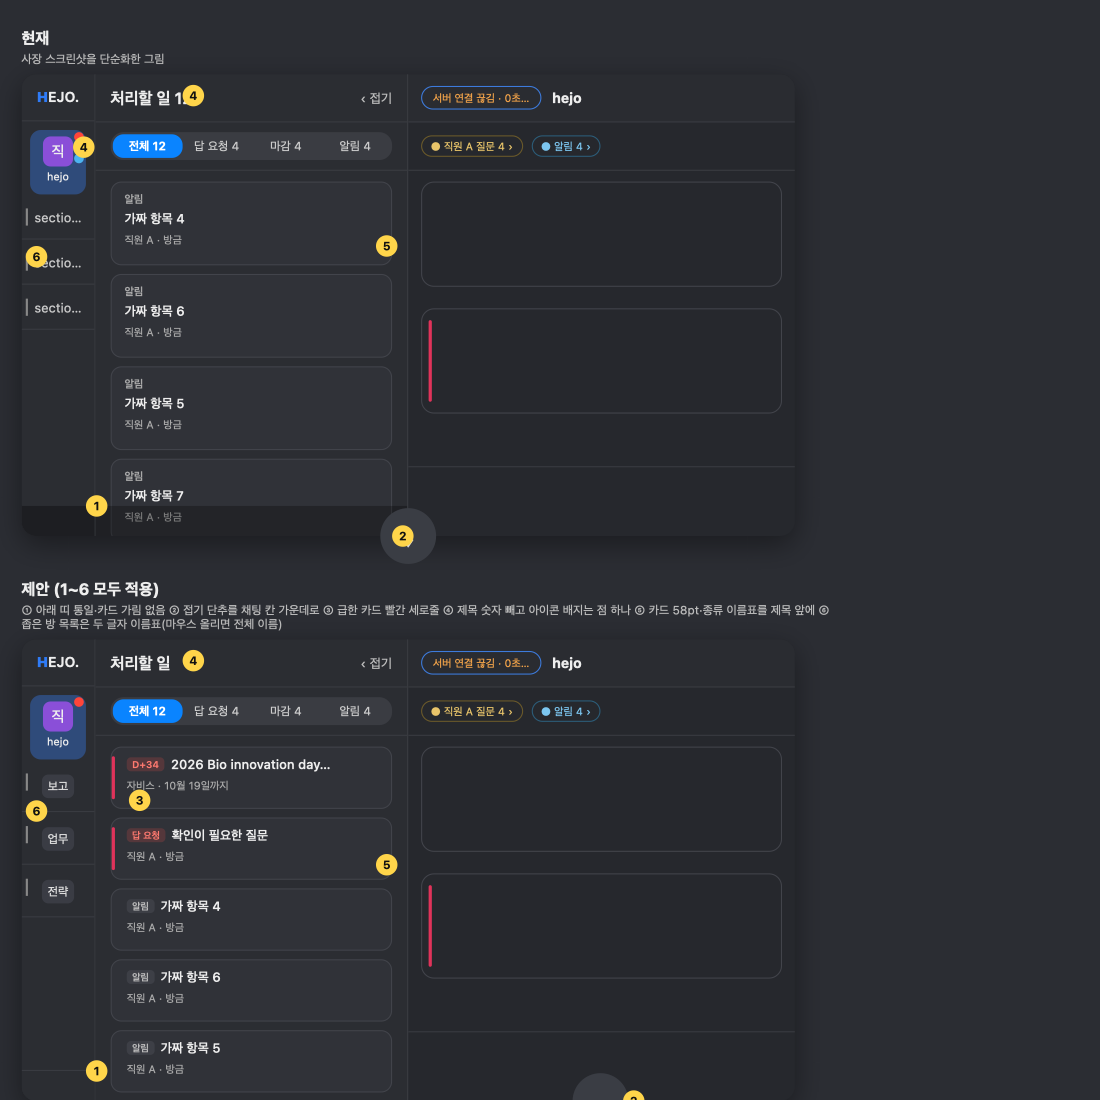 현재
사장 스크린샷을 단순화한 그림
HEJO.
처리할 일 1
4
‹ 접기
서버 연결 끊김 · 0초...
hejo
직
4
hejo
전체 12
답 요청 4
마감 4
알림 4
직원 A 질문 4 ›
알림 4 ›
sectio...
6
ectio...
sectio...
알림
가짜 항목 4
직원 A · 방금
5
알림
가짜 항목 6
직원 A · 방금
알림
가짜 항목 5
직원 A · 방금
알림
가짜 항목 7
직원 A · 방금
1
2
제안 (1~6 모두 적용)
① 아래 띠 통일·카드 가림 없음 ② 접기 단추를 채팅 칸 가운데로 ③ 급한 카드 빨간 세로줄 ④ 제목 숫자 빼고 아이콘 배지는 점 하나 ⑤ 카드 58pt·종류 이름표를 제목 앞에 ⑥
좁은 방 목록은 두 글자 이름표(마우스 올리면 전체 이름)
HEJO.
처리할 일
4
‹ 접기
서버 연결 끊김 · 0초...
hejo
직
hejo
전체 12
답 요청 4
마감 4
알림 4
직원 A 질문 4 ›
알림 4 ›
보고
6
업무
전략
D+34 2026 Bio innovation day...
자비스 · 10월 19일까지
3
답 요청 확인이 필요한 질문
직원 A · 방금
5
알림 가짜 항목 4
직원 A · 방금
알림 가짜 항목 6
직원 A · 방금
알림 가짜 항목 5
직원 A · 방금
1